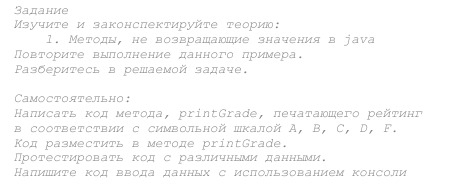 Задание
Изучите и законспектируйте теорию:
1. Методы, не возвращающие значения в java
Повторите выполнение данного примера.
Разберитесь в решаемой задаче.

Самостоятельно:
Написать код метода, printGrade, печатающего рейтинг
в соответствии с символьной шкалой A, B, C, D, F.
Код разместить в методе printGrade.
Протестировать код с различными данными.
Напишите код ввода данных с использованием консоли